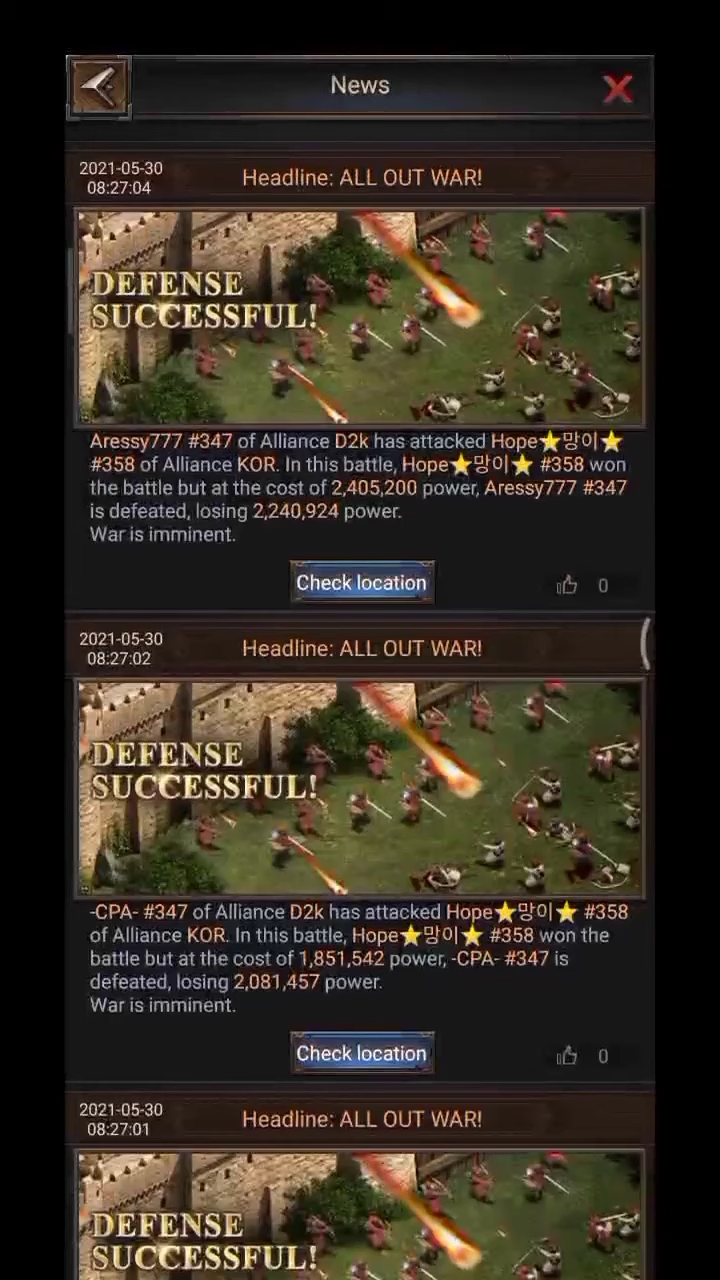 News
2021-05-30
08:27:04
Headline: ALL OUT WAR!
DEFENSE
SUCCESSFUL!
Aressy777 #347 of Alliance D2k has attacked Hope⭐망이⭐
#358 of Alliance KOR. In this battle, Hope⭐망이⭐ #358 won
the battle but at the cost of 2,405,200 power, Aressy777 #347
is defeated, losing 2,240,924 power.
War is imminent.
Check location
0
2021-05-30
08:27:02
Headline: ALL OUT WAR!
DEFENSE
SUCCESSFUL!
-CPA- #347 of Alliance D2k has attacked Hope⭐망이⭐ #358
of Alliance KOR. In this battle, Hope⭐망이⭐ #358 won the
battle but at the cost of 1,851,542 power, -CPA- #347 is
defeated, losing 2,081,457 power.
War is imminent.
Check location
0
2021-05-30
08:27:01
Headline: ALL OUT WAR!
DEFENSE
SUCCESSFUL!